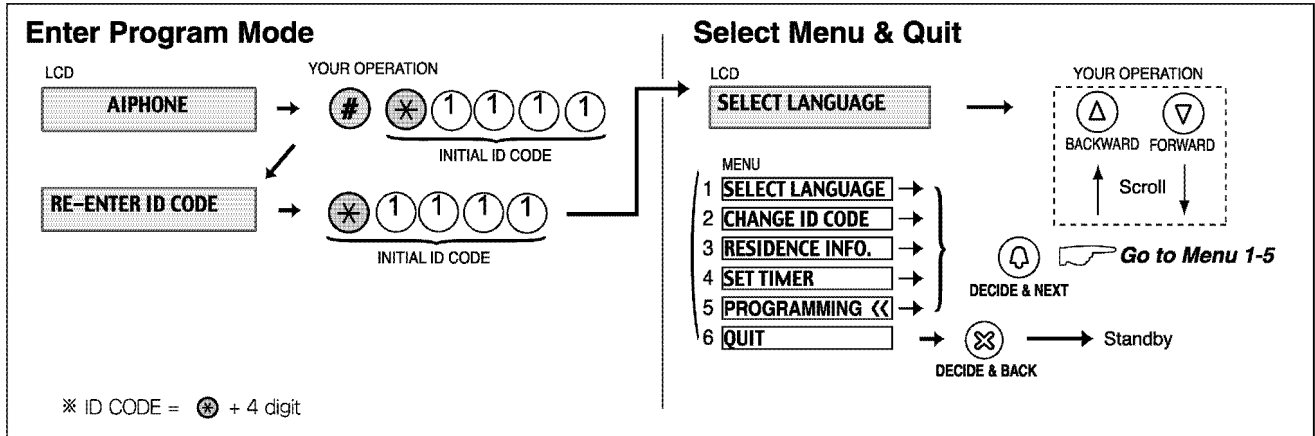 Enter Program Mode
LCD
YOUR OPERATION
AIPHONE
# * 1 1 1 1
INITIAL ID CODE
RE-ENTER ID CODE
* 1 1 1 1
INITIAL ID CODE
※ ID CODE = * + 4 digit
Select Menu & Quit
LCD
YOUR OPERATION
SELECT LANGUAGE
BACKWARD FORWARD
Scroll
MENU
1 SELECT LANGUAGE
2 CHANGE ID CODE
3 RESIDENCE INFO.
4 SET TIMER
5 PROGRAMMING <<
DECIDE & NEXT
Go to Menu 1-5
6 QUIT
Standby
DECIDE & BACK